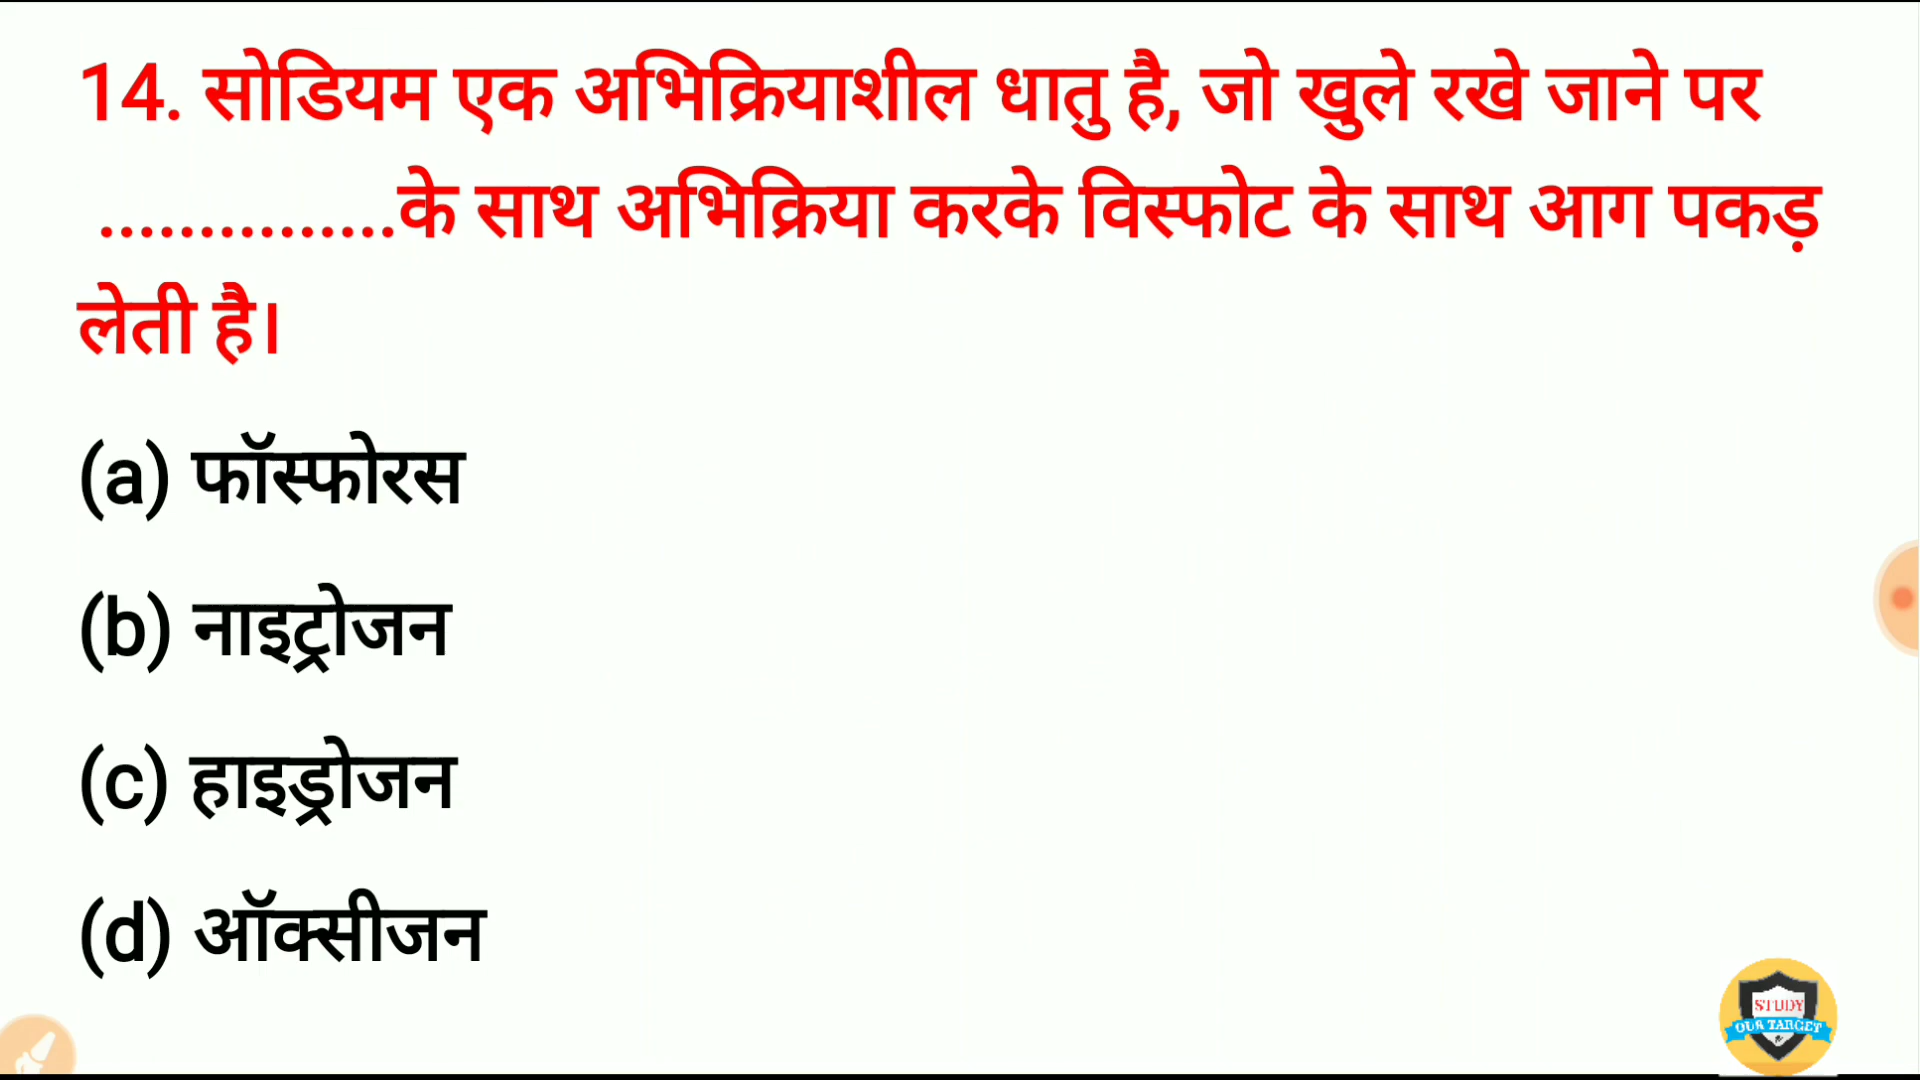 14. सोडियम एक अभिक्रियाशील धातु है, जो खुले रखे जाने पर
...............के साथ अभिक्रिया करके विस्फोट के साथ आग पकड़
लेती है।
(a) फॉस्फोरस
(b) नाइट्रोजन
(c) हाइड्रोजन
(d) ऑक्सीजन
STUDY
OUR TARGET